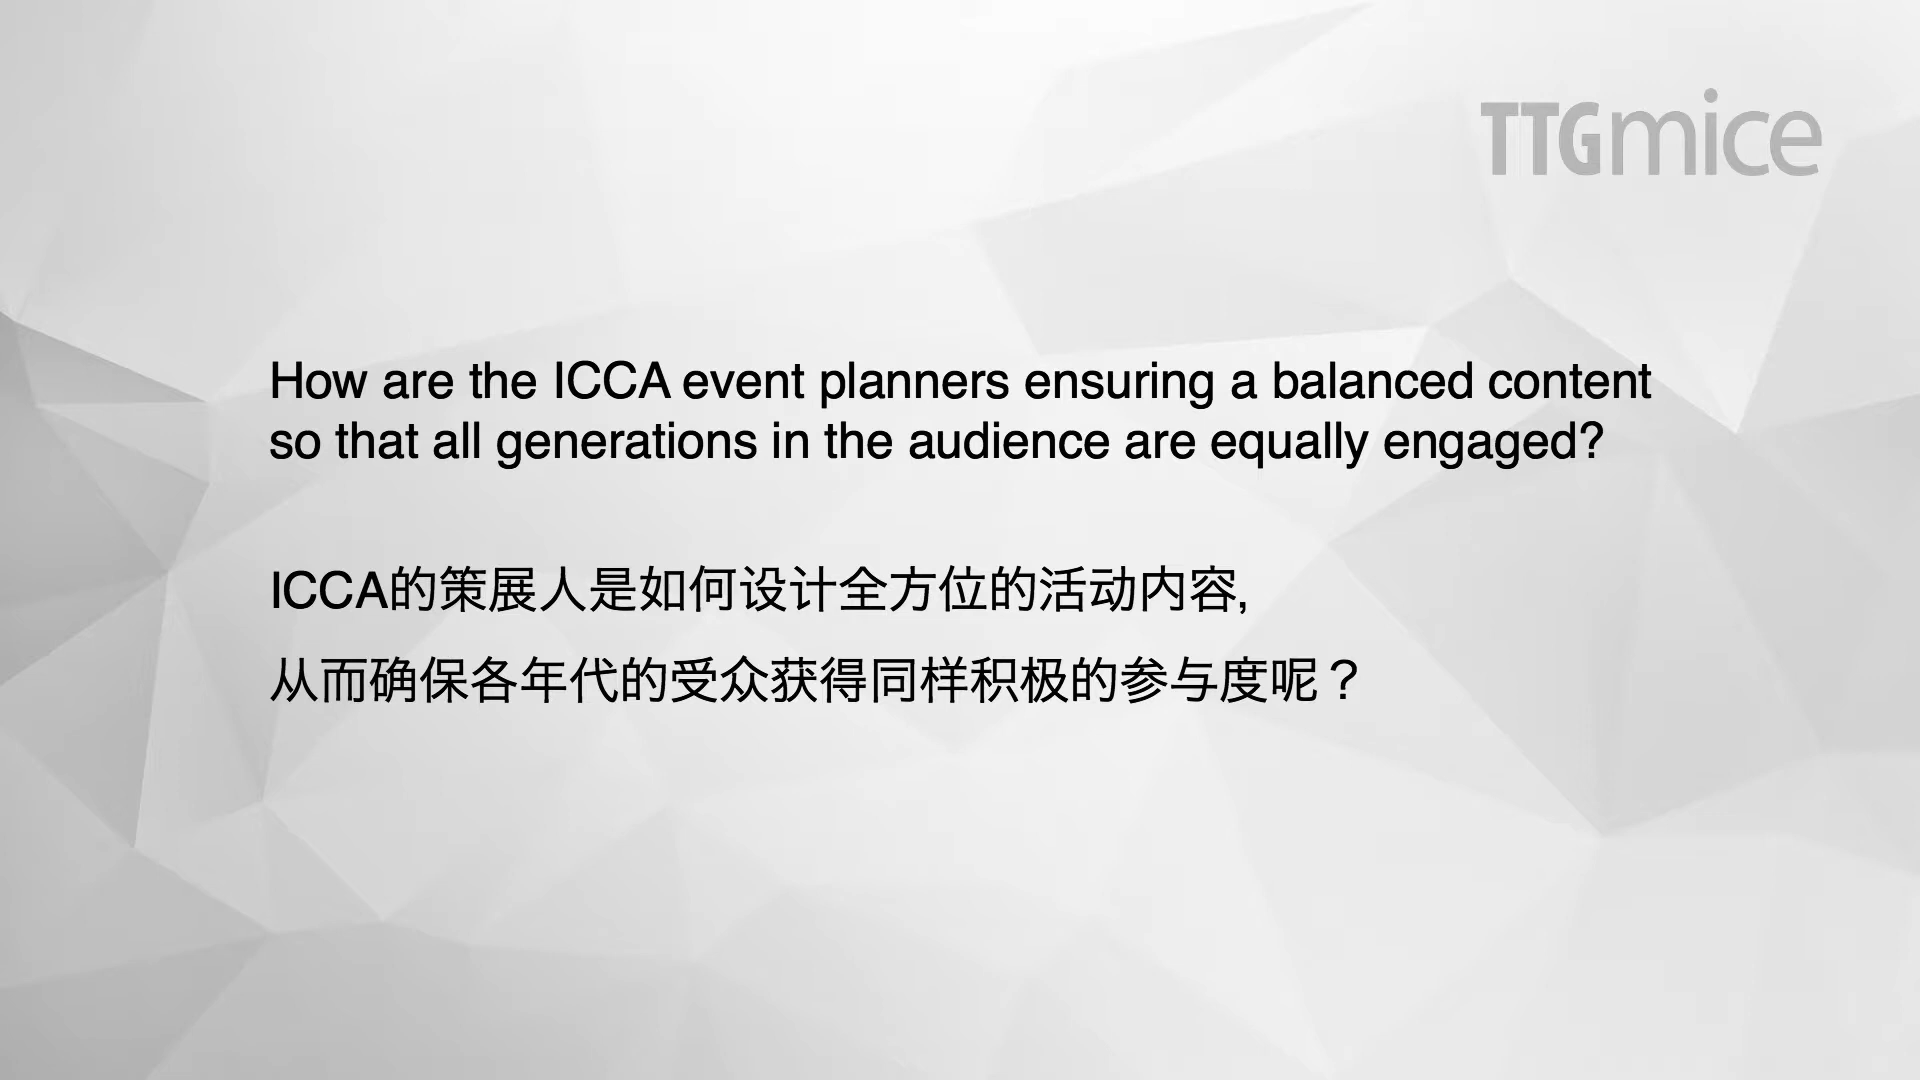 TTGmice
How are the ICCA event planners ensuring a balanced content
so that all generations in the audience are equally engaged?
ICCA的策展人是如何设计全方位的活动内容,
从而确保各年代的受众获得同样积极的参与度呢？